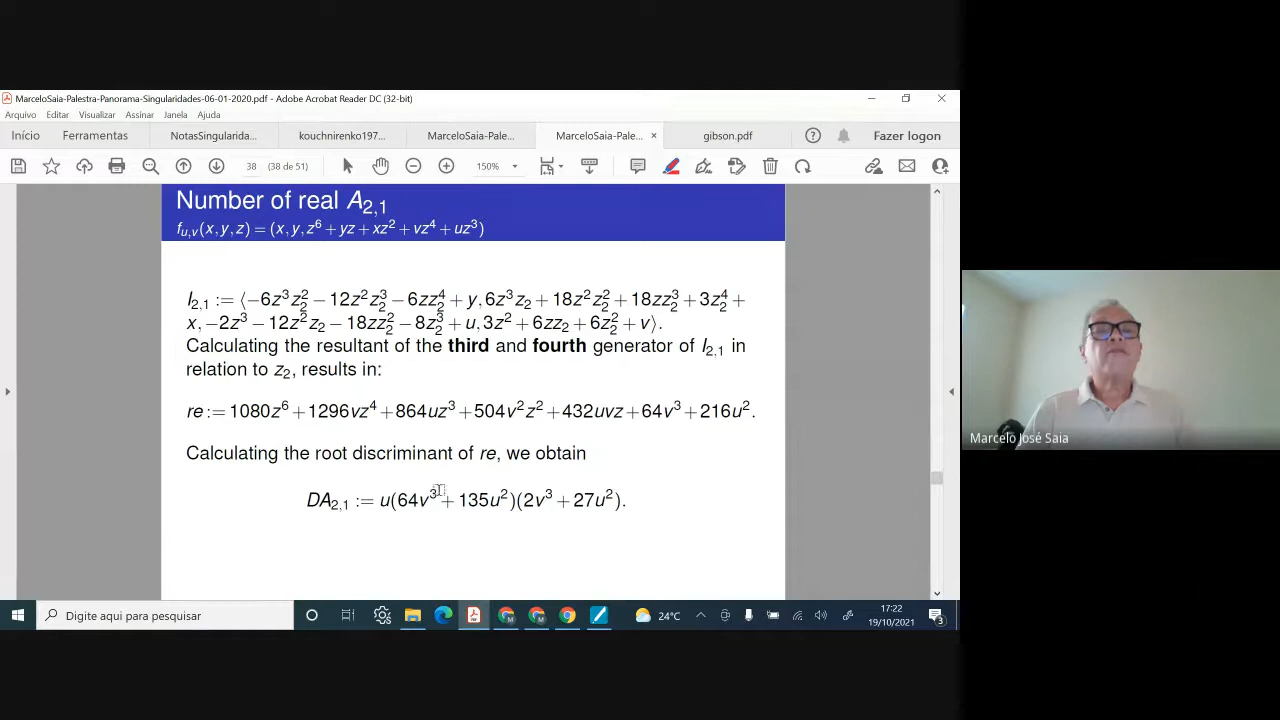 MarceloSaia-Palestra-Panorama-Singularidades-06-01-2020.pdf - Adobe Acrobat Reader DC (32-bit)
Arquivo Editar Visualizar Assinar Janela Ajuda
Início Ferramentas NotasSingularida... kouchnirenko197... MarceloSaia-Pale... MarceloSaia-Pale... × gibson.pdf Fazer logon
38 (38 de 51) 150%
Number of real A₂,₁
f_{u,v}(x, y, z) = (x, y, z⁶ + yz + xz² + vz⁴ + uz³)
I₂,₁ := ⟨−6z³z₂² − 12z²z₂³ − 6zz₂⁴ + y, 6z³z₂ + 18z²z₂² + 18zz₂³ + 3z₂⁴ +
x, −2z³ − 12z²z₂ − 18zz₂² − 8z₂³ + u, 3z² + 6zz₂ + 6z₂² + v⟩.
Calculating the resultant of the third and fourth generator of I₂,₁ in
relation to z₂, results in:
re := 1080z⁶ + 1296vz⁴ + 864uz³ + 504v²z² + 432uvz + 64v³ + 216u².
Calculating the root discriminant of re, we obtain
DA₂,₁ := u(64v³ + 135u²)(2v³ + 27u²).
Marcelo José Saia
Digite aqui para pesquisar
24°C
17:22
19/10/2021
3